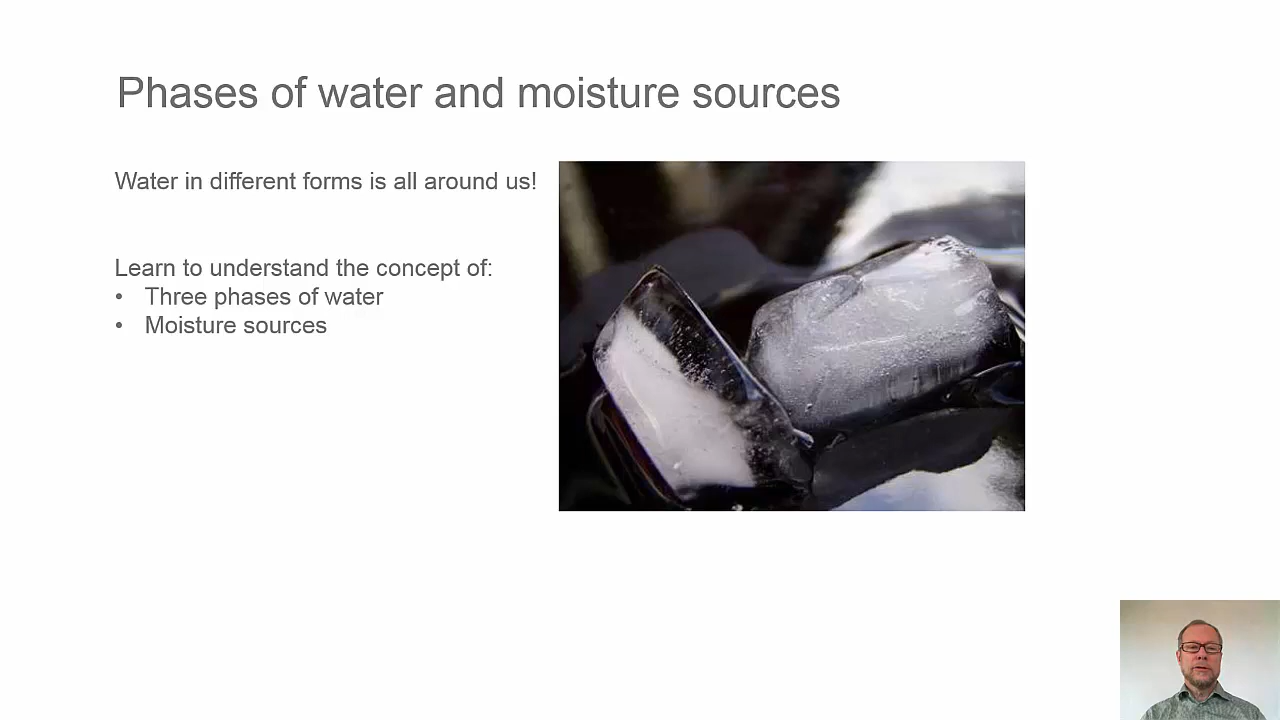 Phases of water and moisture sources
Water in different forms is all around us!
Learn to understand the concept of:
• Three phases of water
• Moisture sources